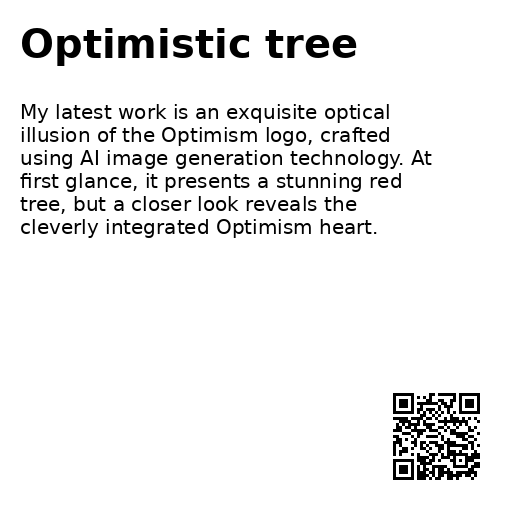 Optimistic tree
My latest work is an exquisite optical
illusion of the Optimism logo, crafted
using AI image generation technology. At
first glance, it presents a stunning red
tree, but a closer look reveals the
cleverly integrated Optimism heart.